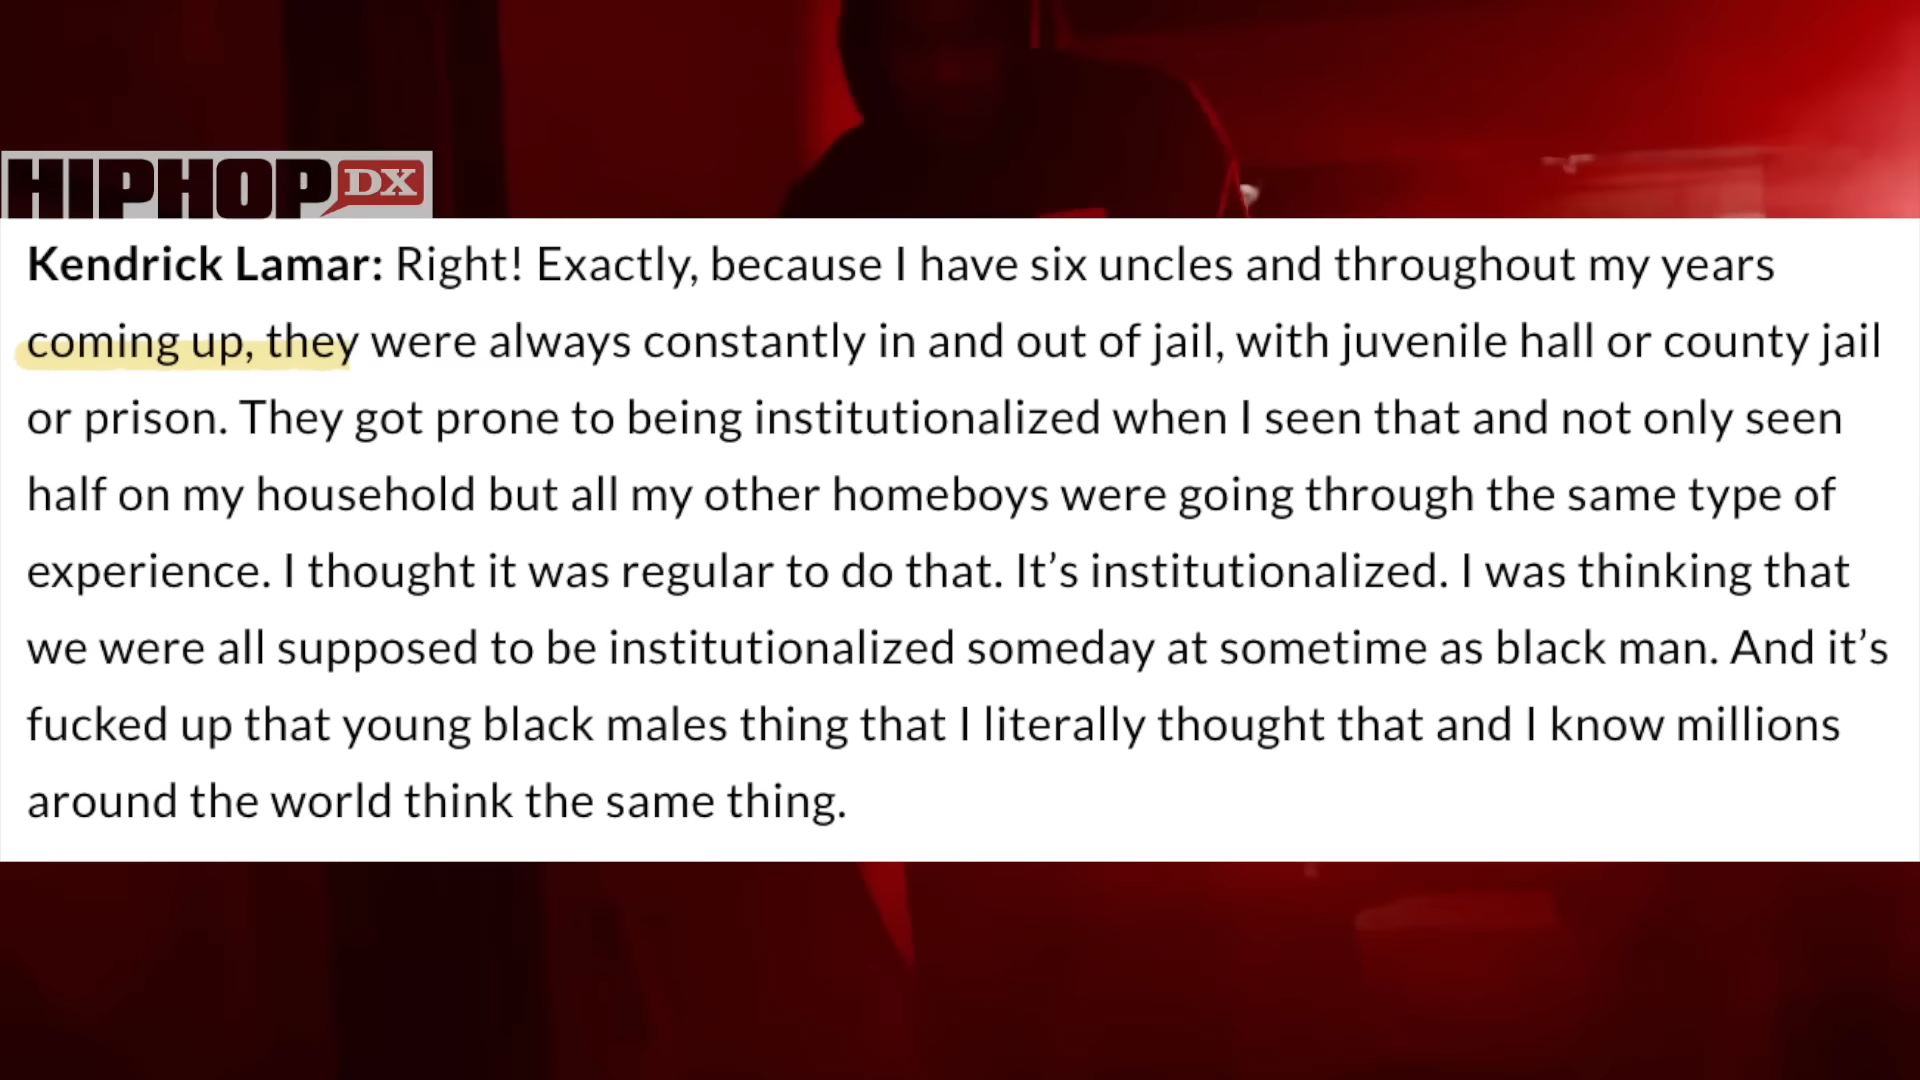 HIPHOPDX
Kendrick Lamar: Right! Exactly, because I have six uncles and throughout my years
coming up, they were always constantly in and out of jail, with juvenile hall or county jail
or prison. They got prone to being institutionalized when I seen that and not only seen
half on my household but all my other homeboys were going through the same type of
experience. I thought it was regular to do that. It’s institutionalized. I was thinking that
we were all supposed to be institutionalized someday at sometime as black man. And it’s
fucked up that young black males thing that I literally thought that and I know millions
around the world think the same thing.